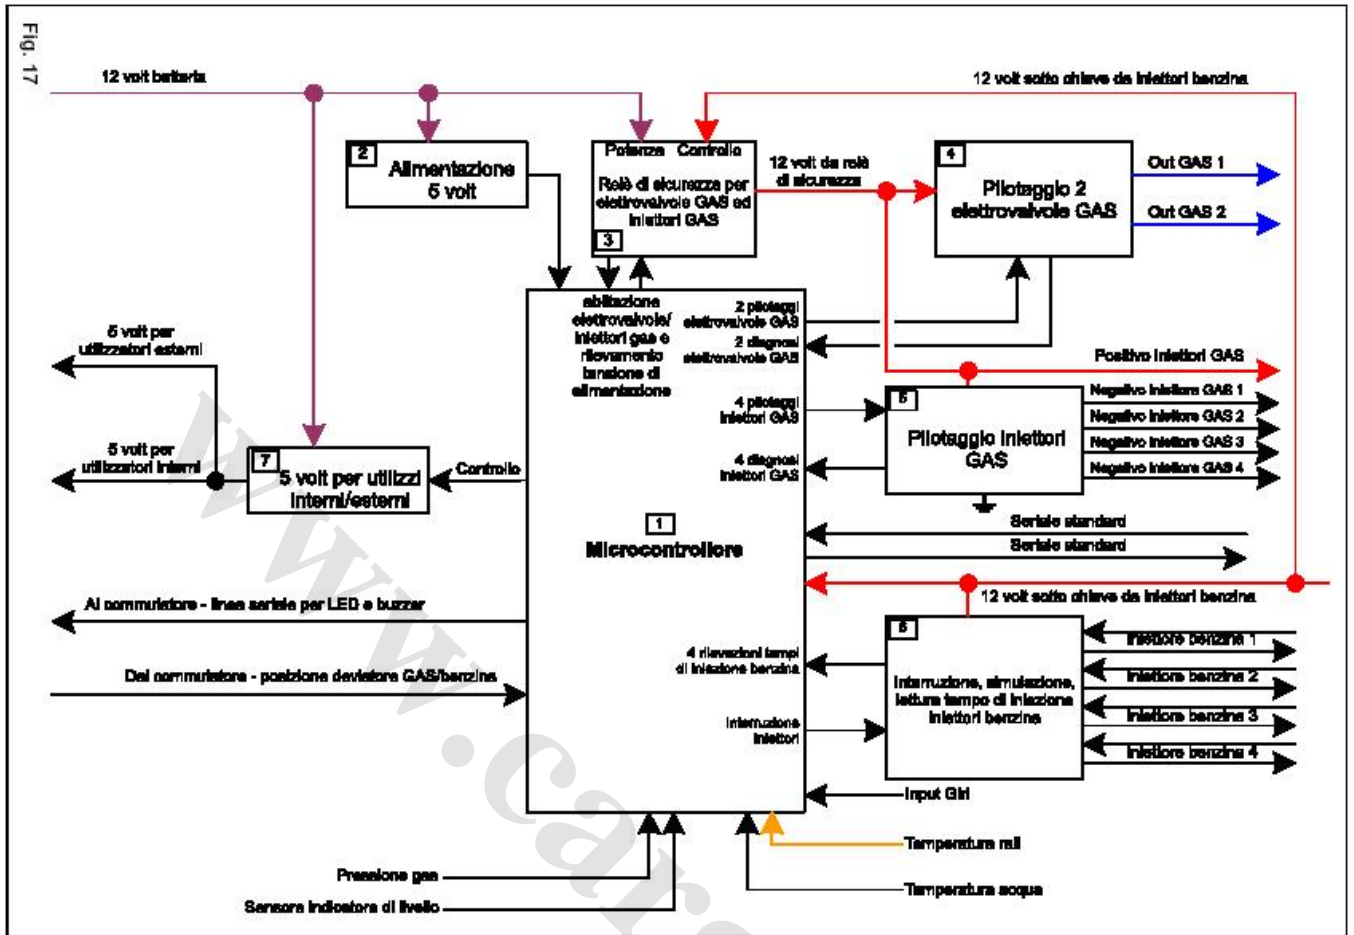 Fig. 17
12 volt batteria
12 volt sotto chiave da iniettori benzina
2
Alimentazione
5 volt
Potenza Controllo
Relè di sicurezza per
elettrovalvole GAS ed
iniettori GAS
3
12 volt da relè
di sicurezza
4
Pilotaggio 2
elettrovalvole GAS
Out GAS 1
Out GAS 2
abilitazione
elettrovalvole/
iniettori gas e
rilevamento
tensione di
alimentazione
2 pilotaggi
elettrovalvole GAS
2 diagnosi
elettrovalvole GAS
5 volt per
utilizzatori esterni
Positivo iniettori GAS
4 pilotaggi
iniettori GAS
5
Pilotaggio iniettori
GAS
Negativo iniettore GAS 1
Negativo iniettore GAS 2
Negativo iniettore GAS 3
Negativo iniettore GAS 4
4 diagnosi
iniettori GAS
5 volt per
utilizzatori interni
7
5 volt per utilizzi
interni/esterni
Controllo
1
Microcontrollore
Seriale standard
Seriale standard
12 volt sotto chiave da iniettori benzina
Al commutatore - linea seriale per LED e buzzer
Dal commutatore - posizione deviatore GAS/benzina
4 rilevazioni tempi
di iniezione benzina
6
Interruzione, simulazione,
lettura tempo di iniezione
iniettori benzina
Iniettore benzina 1
Iniettore benzina 2
Iniettore benzina 3
Iniettore benzina 4
Interruzione
iniettori
Input Giri
Temperatura rail
Temperatura acqua
Pressione gas
Sensore indicatore di livello